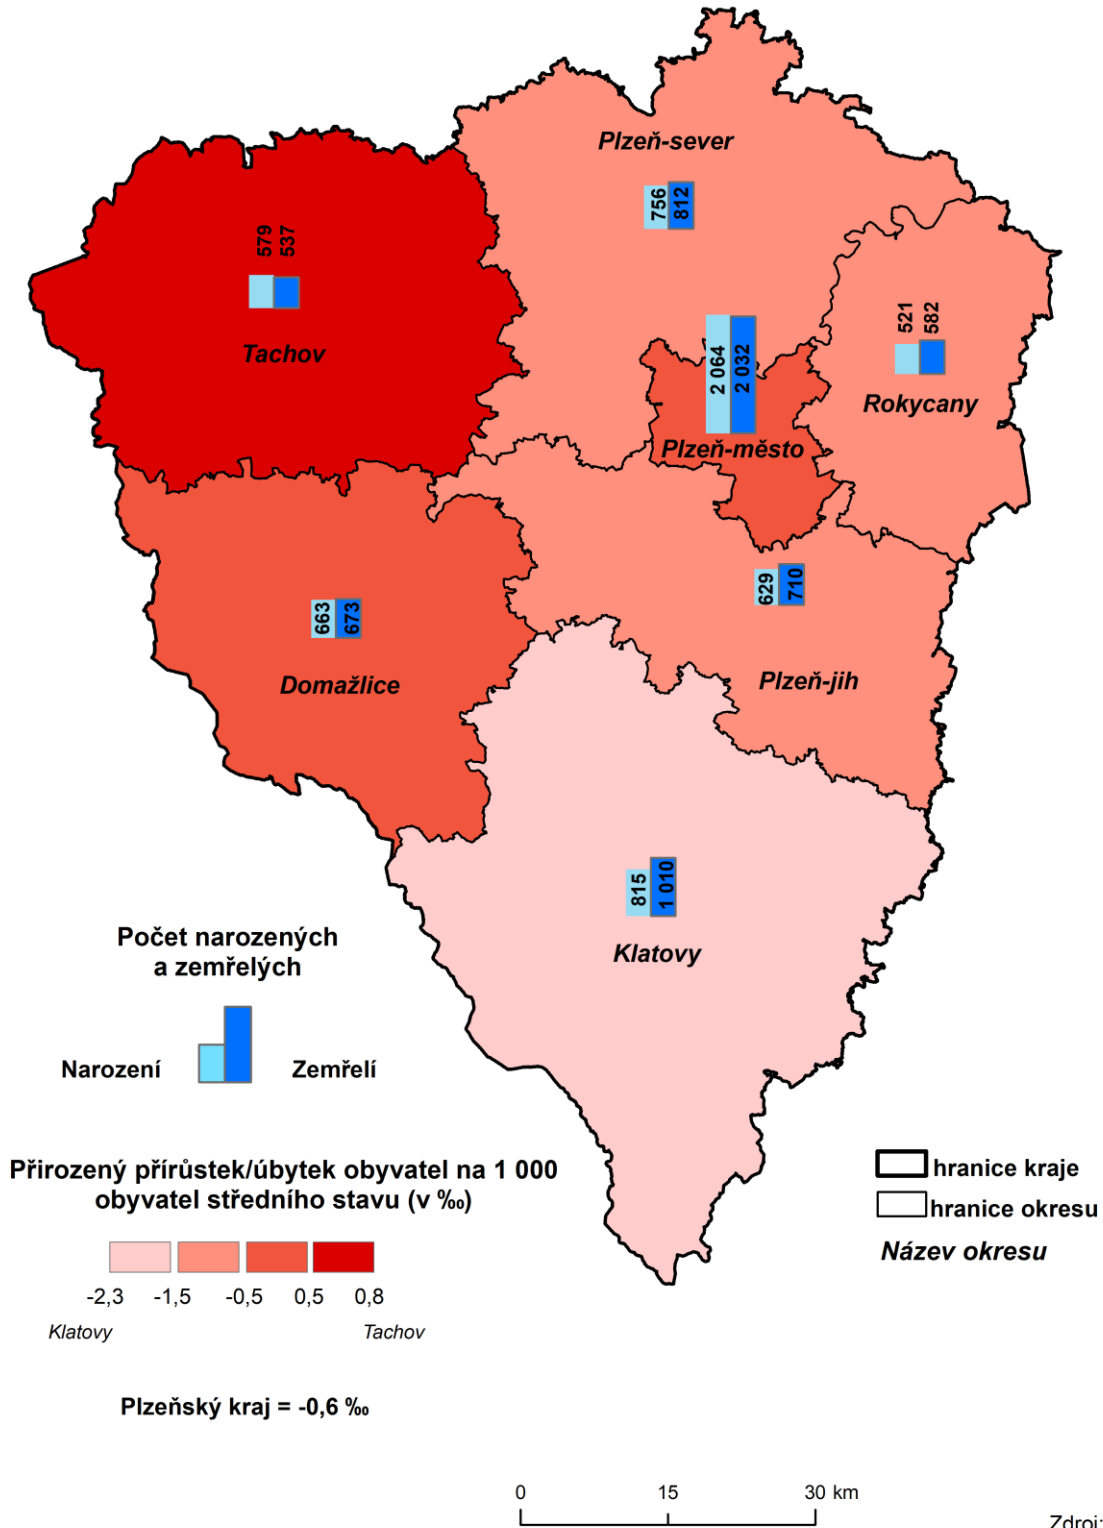 Plzeň-sever
756
812
579
537
Tachov
521
582
Rokycany
2 064
2 032
Plzeň-město
629
710
Plzeň-jih
663
673
Domažlice
815
1 010
Klatovy
Počet narozených
a zemřelých
Narození
Zemřelí
Přirozený přírůstek/úbytek obyvatel na 1 000
obyvatel středního stavu (v ‰)
-2,3 -1,5 -0,5 0,5 0,8
Klatovy Tachov
Plzeňský kraj = -0,6 ‰
hranice kraje
hranice okresu
Název okresu
0 15 30 km
Zdroj: